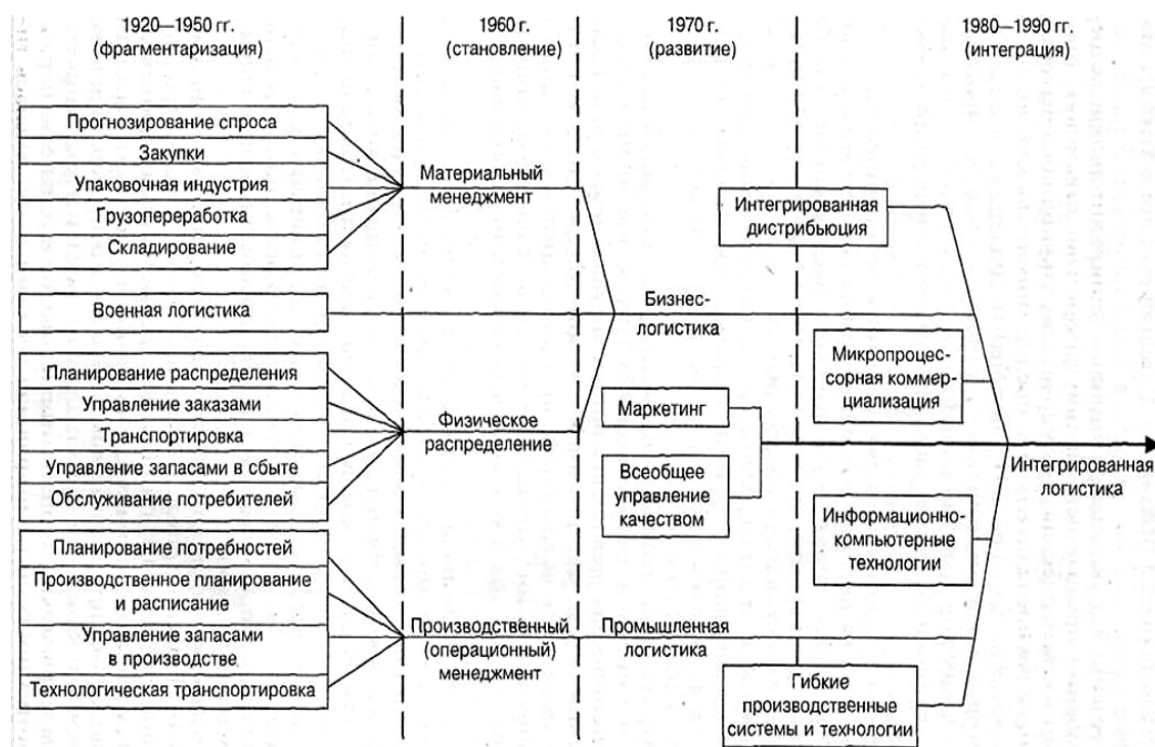 1920—1950 гг.
(фрагментаризация)
1960 г.
(становление)
1970 г.
(развитие)
1980—1990 гг.
(интеграция)
Прогнозирование спроса
Закупки
Упаковочная индустрия
Грузопереработка
Складирование
Военная логистика
Планирование распределения
Управление заказами
Транспортировка
Управление запасами в сбыте
Обслуживание потребителей
Планирование потребностей
Производственное планирование
и расписание
Управление запасами
в производстве
Технологическая транспортировка
Материальный
менеджмент
Физическое
распределение
Производственный
(операционный)
менеджмент
Бизнес-
логистика
Маркетинг
Всеобщее
управление
качеством
Промышленная
логистика
Интегрированная
дистрибьюция
Микропроцес-
сорная коммер-
циализация
Информационно-
компьютерные
технологии
Гибкие
производственные
системы и технологии
Интегрированная
логистика